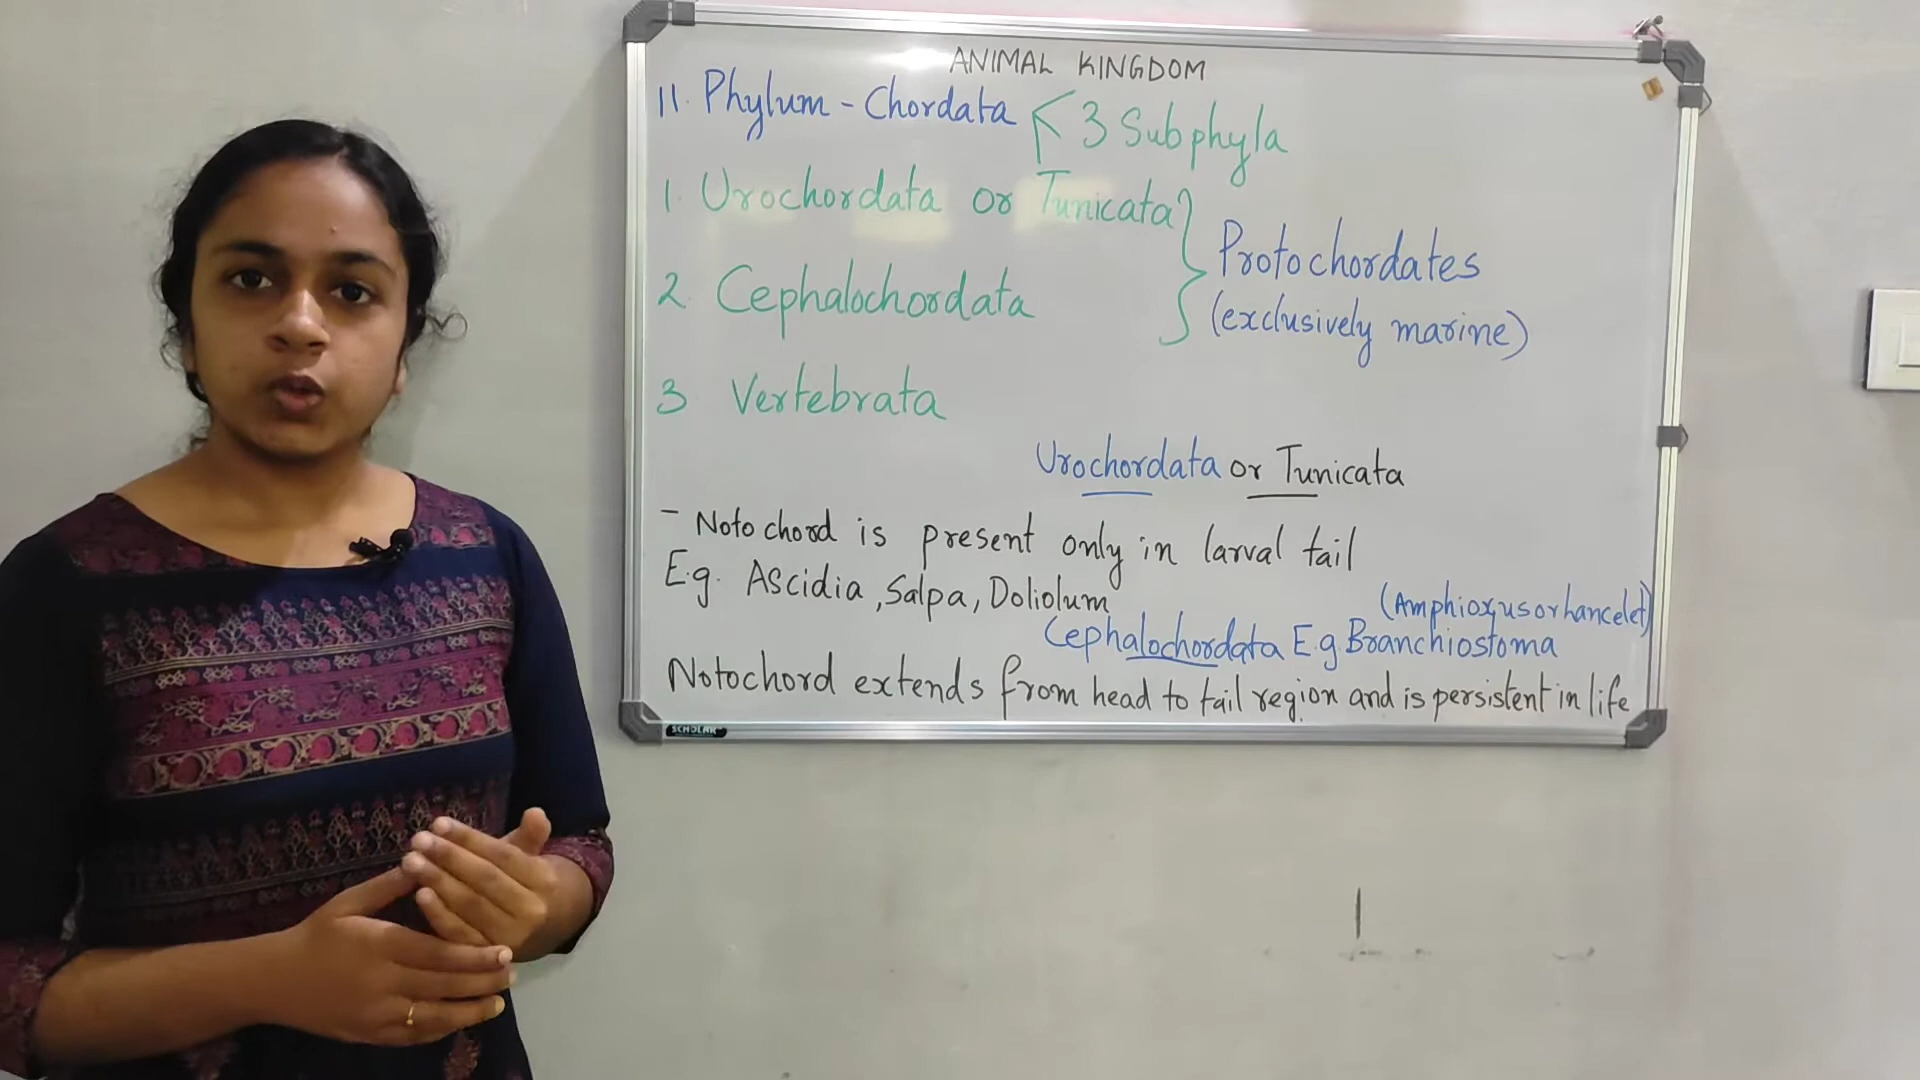 ANIMAL KINGDOM
11. Phylum - Chordata < 3 Subphyla
1. Urochordata or Tunicata
2. Cephalochordata
} Protochordates
(exclusively marine)
3 Vertebrata
Urochordata or Tunicata
- Notochord is present only in larval tail
E.g. Ascidia, Salpa, Doliolum
(Amphioxus or hancelet)
Cephalochordata E.g Branchiostoma
Notochord extends from head to tail region and is persistent in life
SCHOLAR